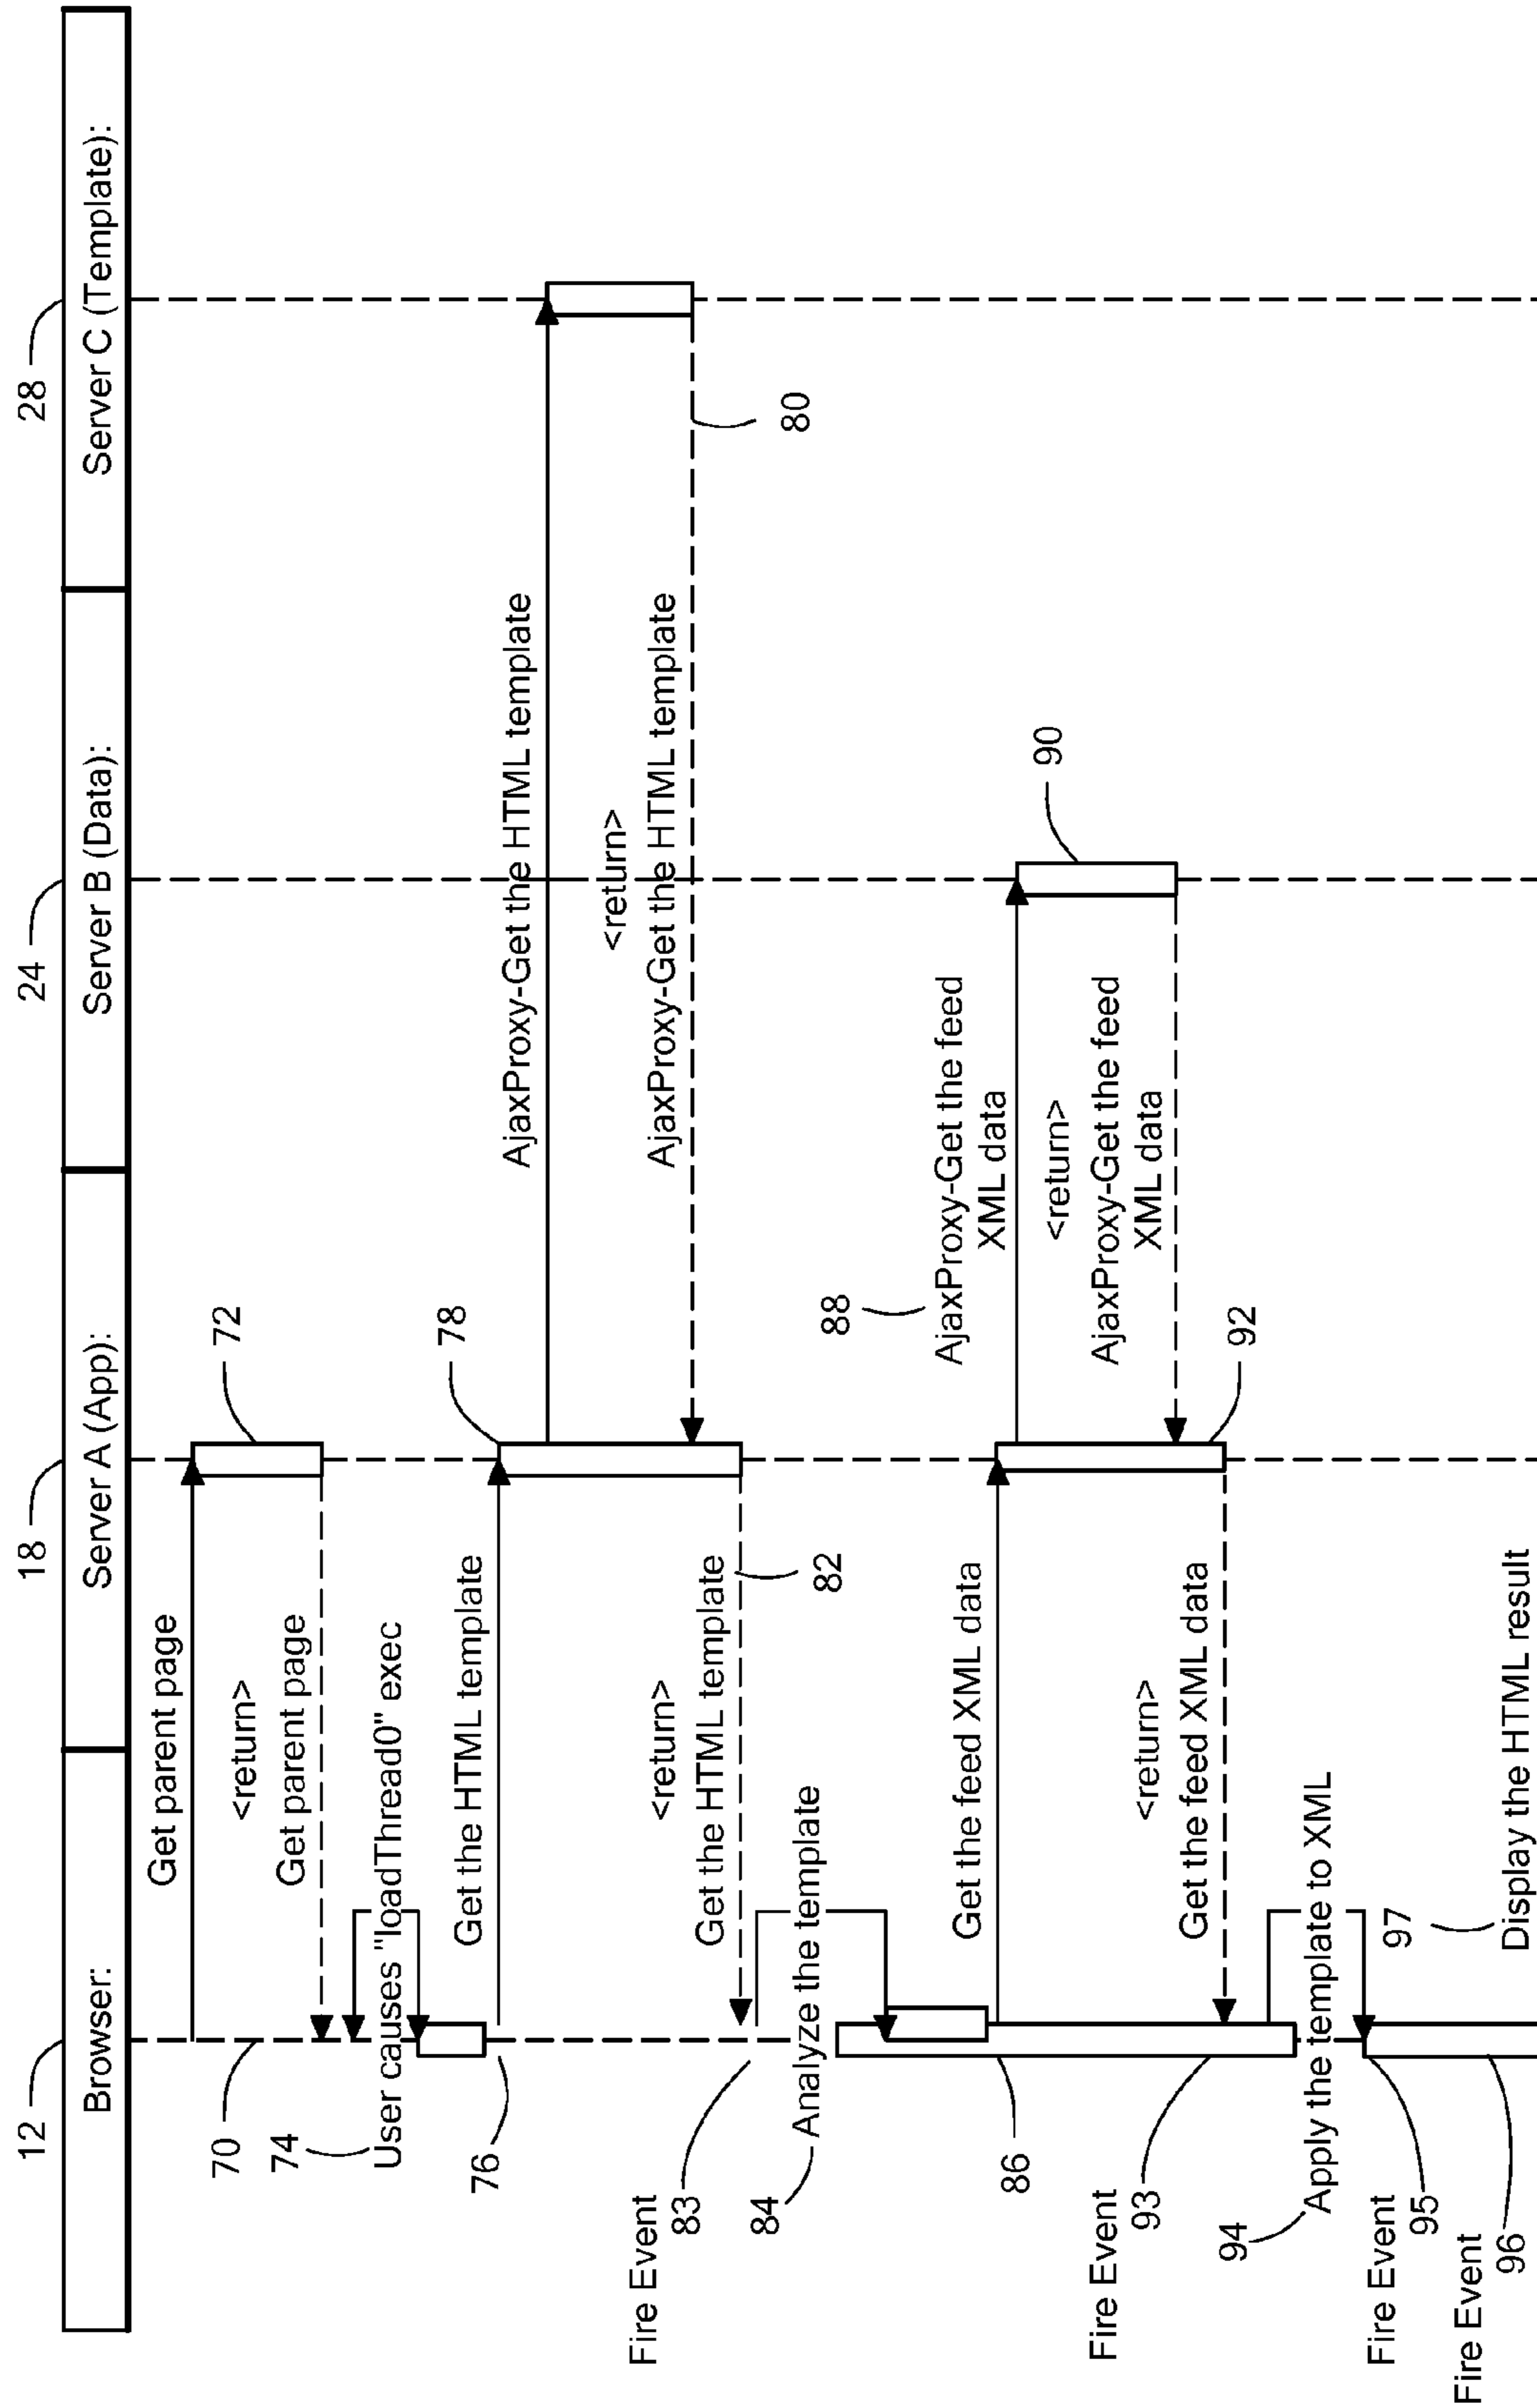 12
18
24
28
Browser:
Server A (App):
Server B (Data):
Server C (Template):
Get parent page
70
72
<return>
Get parent page
74
User causes "loadThread0" exec
76
Get the HTML template
78
AjaxProxy-Get the HTML template
<return>
AjaxProxy-Get the HTML template
80
Fire Event
83
<return>
Get the HTML template
82
84
Analyze the template
86
Get the feed XML data
88
AjaxProxy-Get the feed
XML data
90
<return>
AjaxProxy-Get the feed
XML data
92
Fire Event
93
<return>
Get the feed XML data
94
Apply the template to XML
Fire Event
95
97
Fire Event
96
Display the HTML result